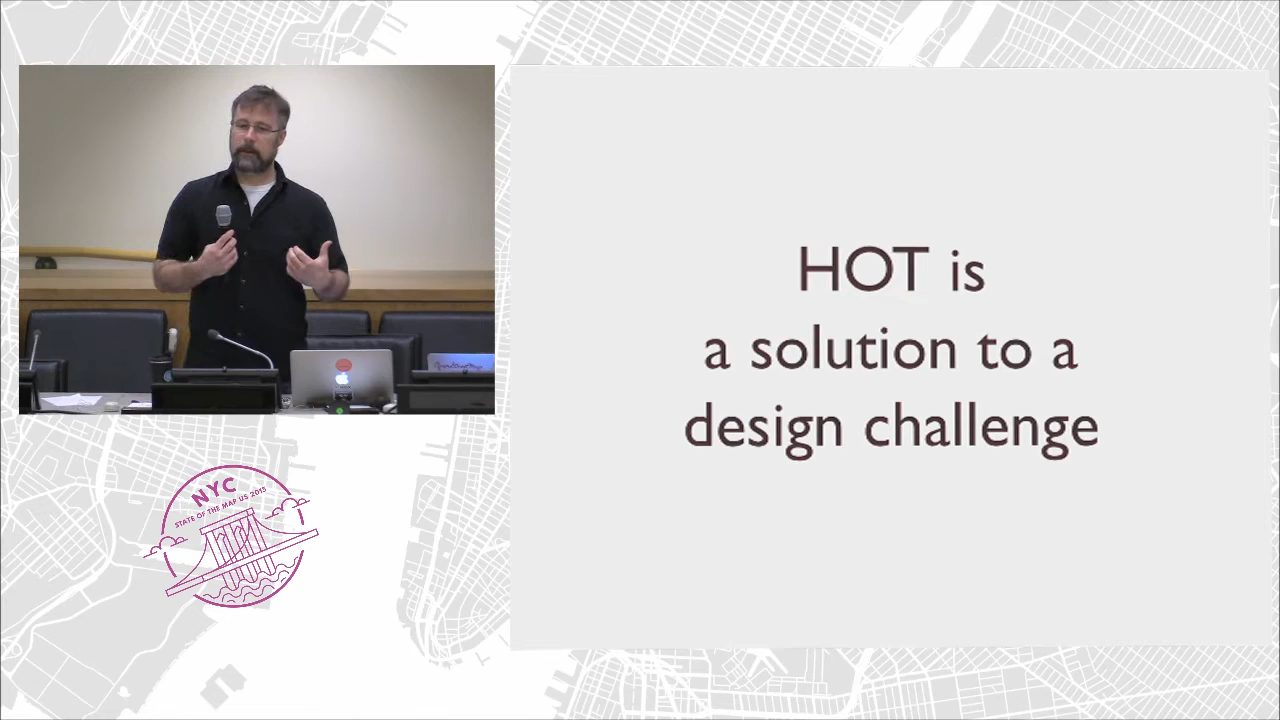 HOT is
a solution to a
design challenge
NYC
STATE OF THE MAP US 2015